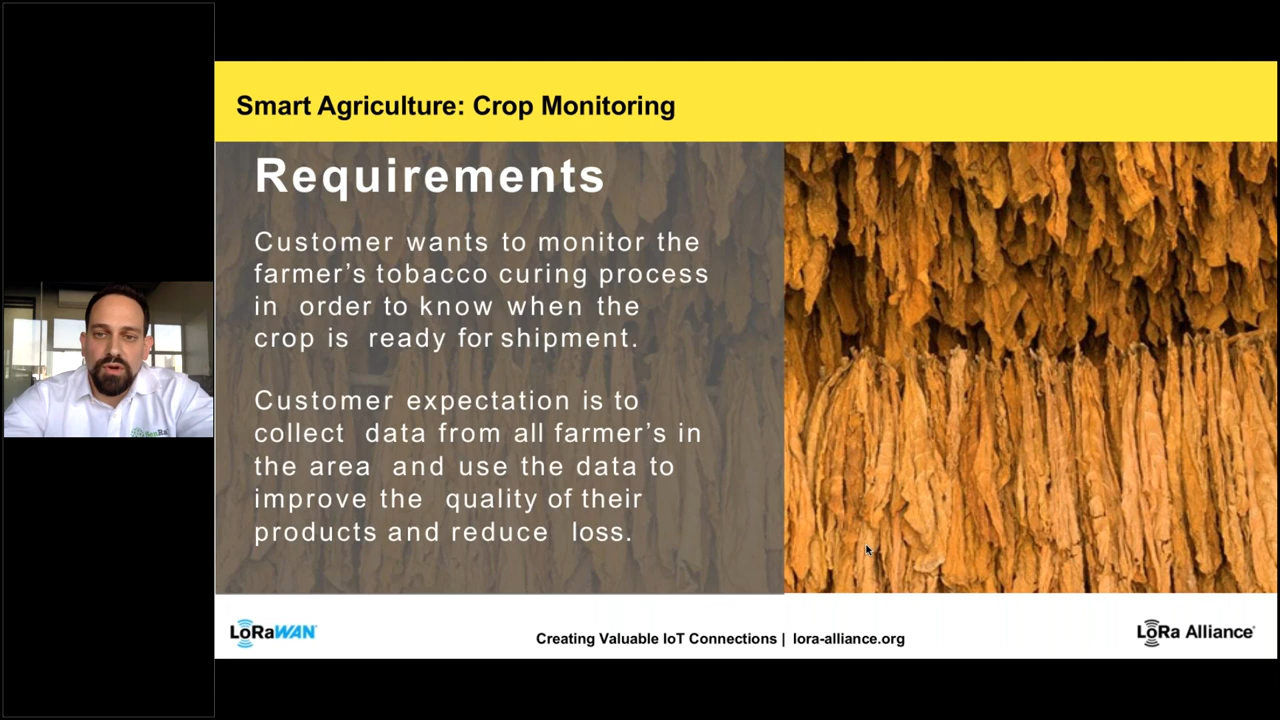 Smart Agriculture: Crop Monitoring
Requirements
Customer wants to monitor the
farmer’s tobacco curing process
in order to know when the
crop is ready for shipment.
Customer expectation is to
collect data from all farmer’s in
the area and use the data to
improve the quality of their
products and reduce loss.
SenRa
LoRaWAN
Creating Valuable IoT Connections | lora-alliance.org
LoRa Alliance